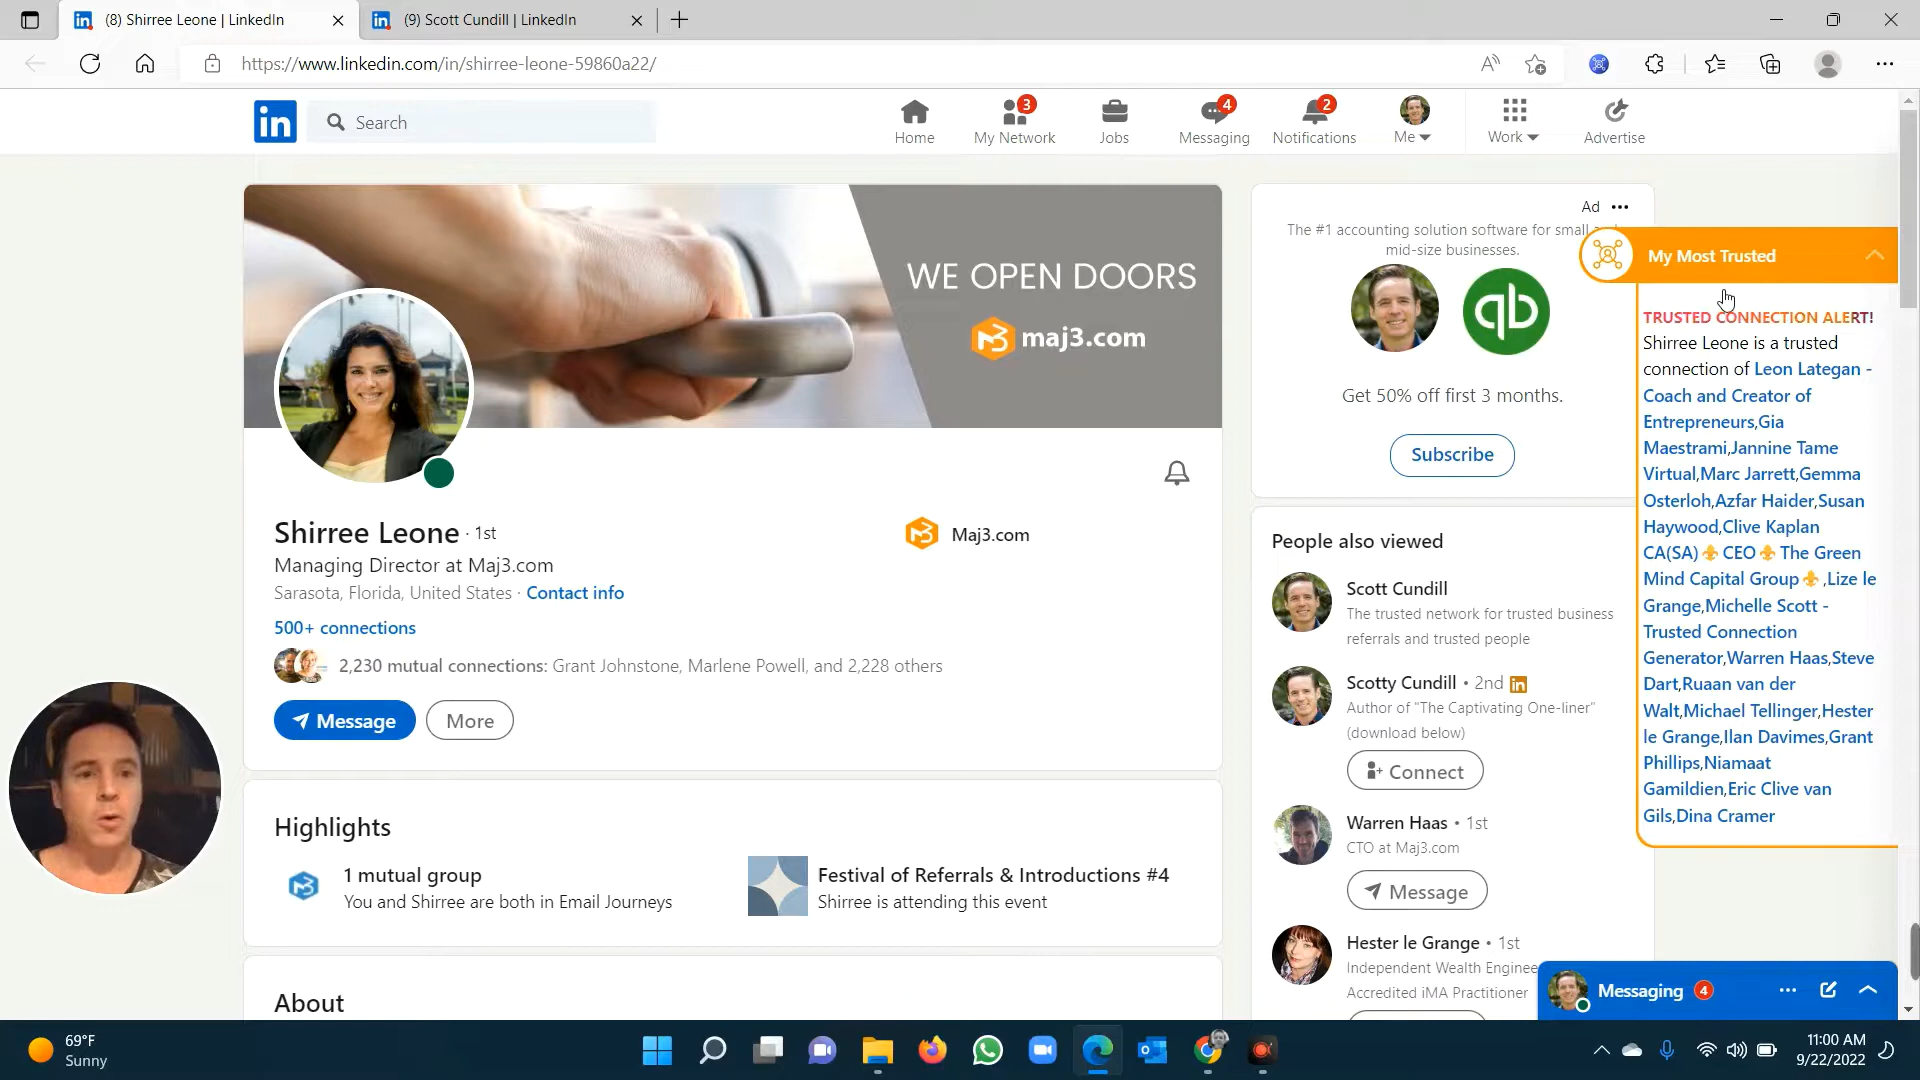 (8) Shirree Leone | LinkedIn
(9) Scott Cundill | LinkedIn
https://www.linkedin.com/in/shirree-leone-59860a22/
Search
Home
3
My Network
Jobs
4
Messaging
2
Notifications
Me
Work
Advertise
WE OPEN DOORS
maj3.com
Shirree Leone · 1st
Managing Director at Maj3.com
Sarasota, Florida, United States · Contact info
500+ connections
2,230 mutual connections: Grant Johnstone, Marlene Powell, and 2,228 others
Message
More
Maj3.com
Highlights
1 mutual group
You and Shirree are both in Email Journeys
Festival of Referrals & Introductions #4
Shirree is attending this event
About
Ad
The #1 accounting solution software for small
mid-size businesses.
qb
Get 50% off first 3 months.
Subscribe
People also viewed
Scott Cundill
The trusted network for trusted business
referrals and trusted people
Scotty Cundill • 2nd in
Author of "The Captivating One-liner"
(download below)
Connect
Warren Haas • 1st
CTO at Maj3.com
Message
Hester le Grange • 1st
Independent Wealth Enginee
Accredited iMA Practitioner
My Most Trusted
TRUSTED CONNECTION ALERT!
Shirree Leone is a trusted
connection of Leon Lategan -
Coach and Creator of
Entrepreneurs,Gia
Maestrami,Jannine Tame
Virtual,Marc Jarrett,Gemma
Osterloh,Azfar Haider,Susan
Haywood,Clive Kaplan
CA(SA)⚜CEO⚜The Green
Mind Capital Group⚜,Lize le
Grange,Michelle Scott -
Trusted Connection
Generator,Warren Haas,Steve
Dart,Ruaan van der
Walt,Michael Tellinger,Hester
le Grange,Ilan Davimes,Grant
Phillips,Niamaat
Gamildien,Eric Clive van
Gils,Dina Cramer
Messaging 4
69°F
Sunny
11:00 AM
9/22/2022